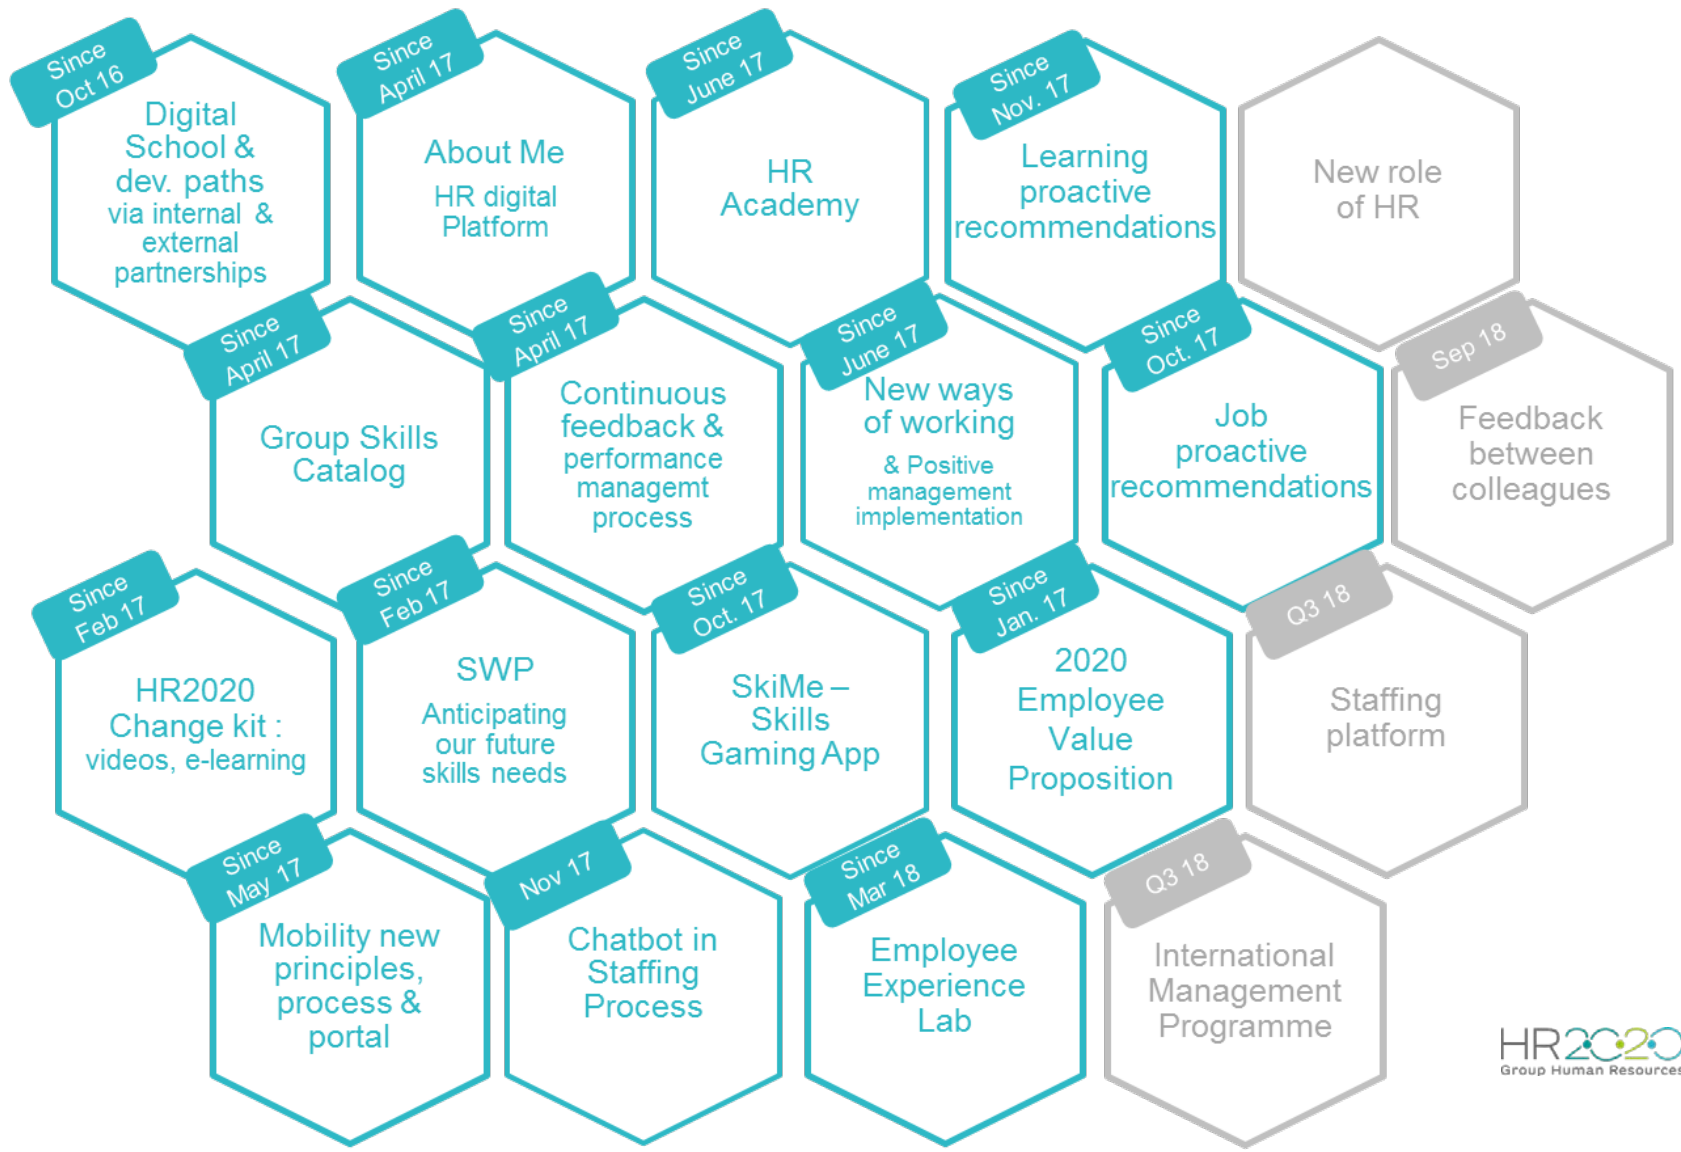 Since
Oct 16
Digital
School &
dev. paths
via internal &
external
partnerships
Since
April 17
About Me
HR digital
Platform
Since
June 17
HR
Academy
Since
Nov. 17
Learning
proactive
recommendations
New role
of HR
Since
April 17
Group Skills
Catalog
Since
April 17
Continuous
feedback &
performance
managemt
process
Since
June 17
New ways
of working
& Positive
management
implementation
Since
Oct. 17
Job
proactive
recommendations
Sep 18
Feedback
between
colleagues
Since
Feb 17
HR2020
Change kit :
videos, e-learning
Since
Feb 17
SWP
Anticipating
our future
skills needs
Since
Oct. 17
SkiMe –
Skills
Gaming App
Since
Jan. 17
2020
Employee
Value
Proposition
Q3 18
Staffing
platform
Since
May 17
Mobility new
principles,
process &
portal
Nov 17
Chatbot in
Staffing
Process
Since
Mar 18
Employee
Experience
Lab
Q3 18
International
Management
Programme
HR2020
Group Human Resources